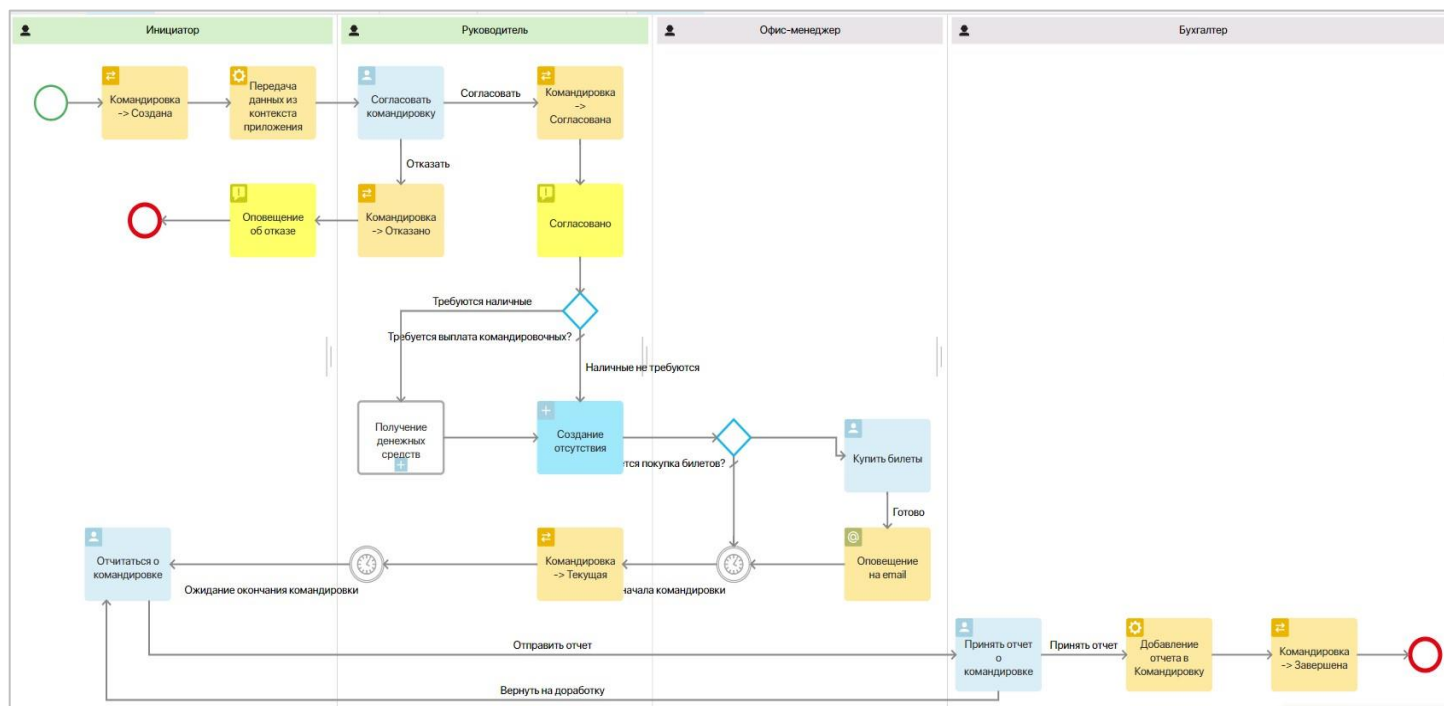 Инициатор
Руководитель
Офис-менеджер
Бухгалтер
Командировка
-> Создана
Передача
данных из
контекста
приложения
Согласовать
командировку
Согласовать
Командировка
->
Согласована
Отказать
Оповещение
об отказе
Командировка
-> Отказано
Согласовано
Требуются наличные
Требуется выплата командировочных?
Наличные не требуются
Получение
денежных
средств
Создание
отсутствия
покупка билетов?
Купить билеты
Готово
Отчитаться о
командировке
Командировка
-> Текущая
Оповещение
на email
Ожидание окончания командировки
начала командировки
Отправить отчет
Принять отчет
о
командировке
Принять отчет
Добавление
отчета в
Командировку
Командировка
-> Завершена
Вернуть на доработку